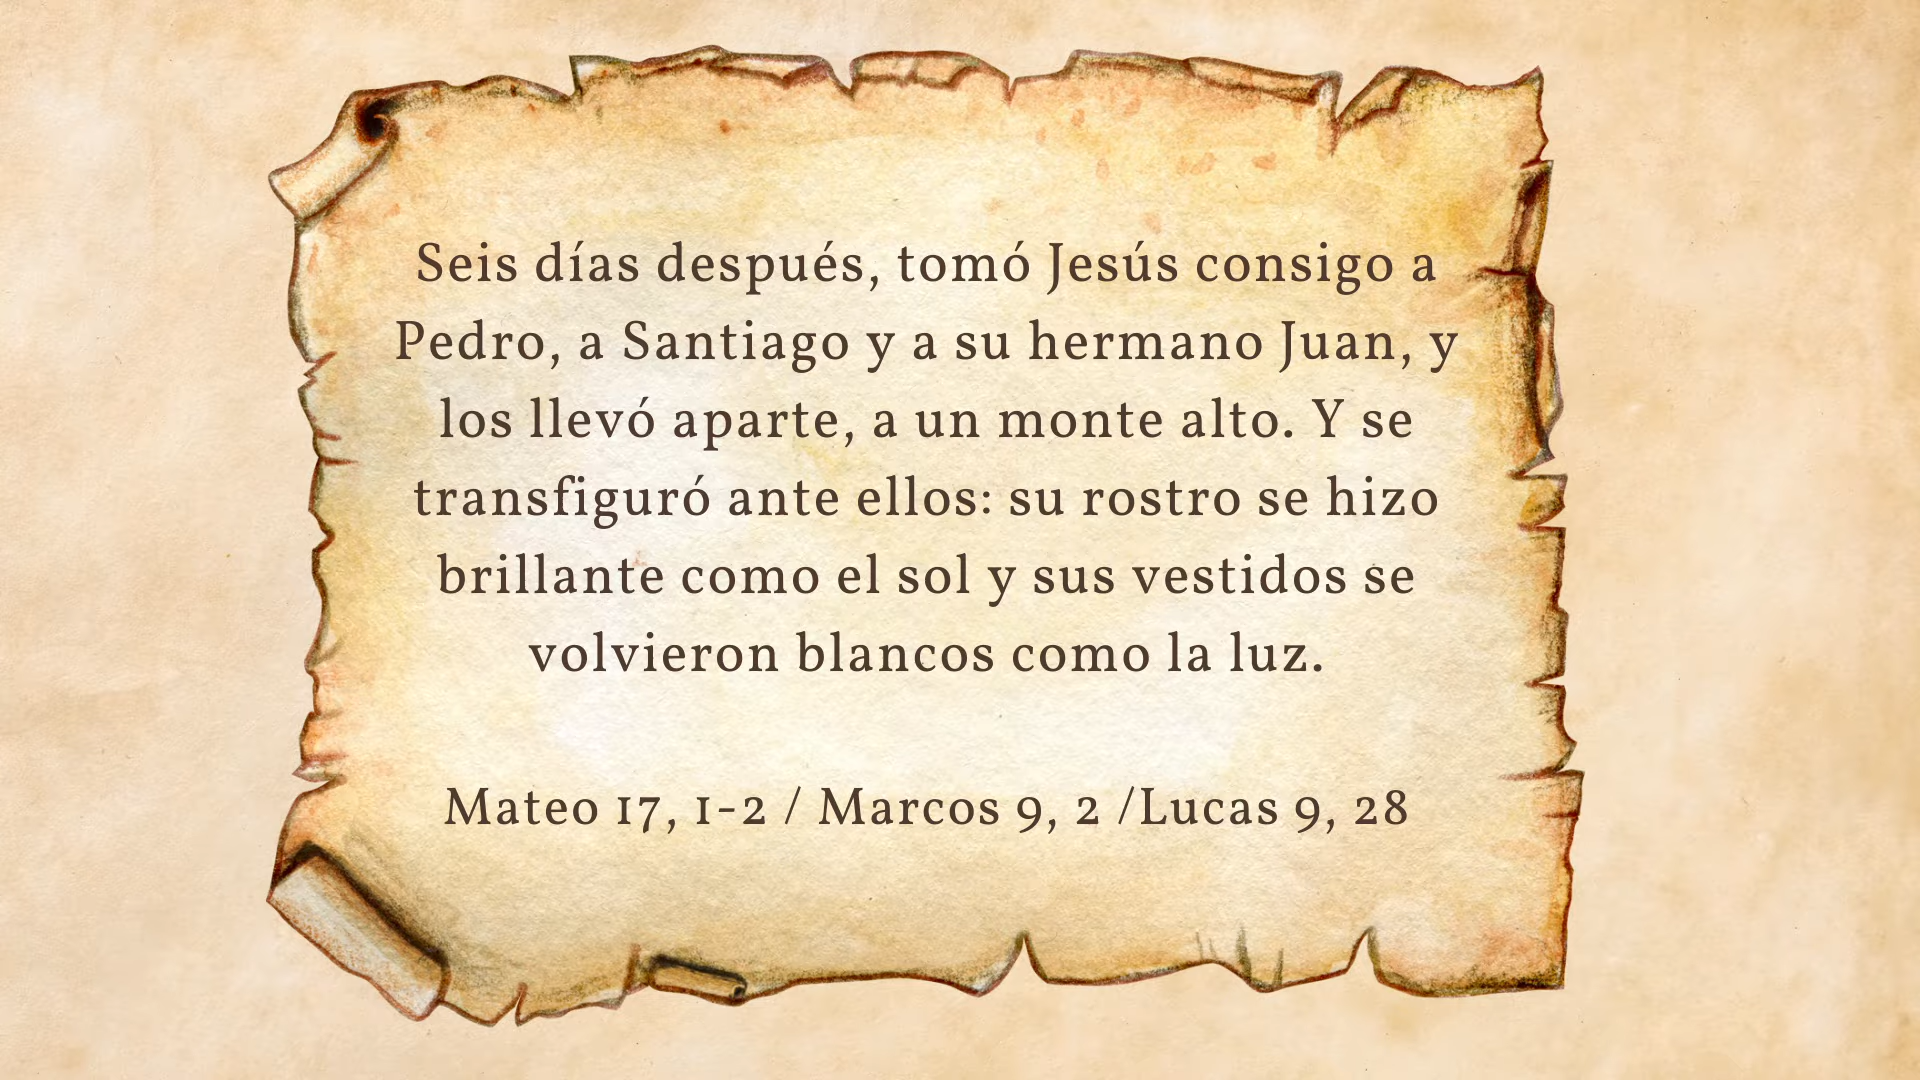 Seis días después, tomó Jesús consigo a
Pedro, a Santiago y a su hermano Juan, y
los llevó aparte, a un monte alto. Y se
transfiguró ante ellos: su rostro se hizo
brillante como el sol y sus vestidos se
volvieron blancos como la luz.
Mateo 17, 1-2 / Marcos 9, 2 /Lucas 9, 28